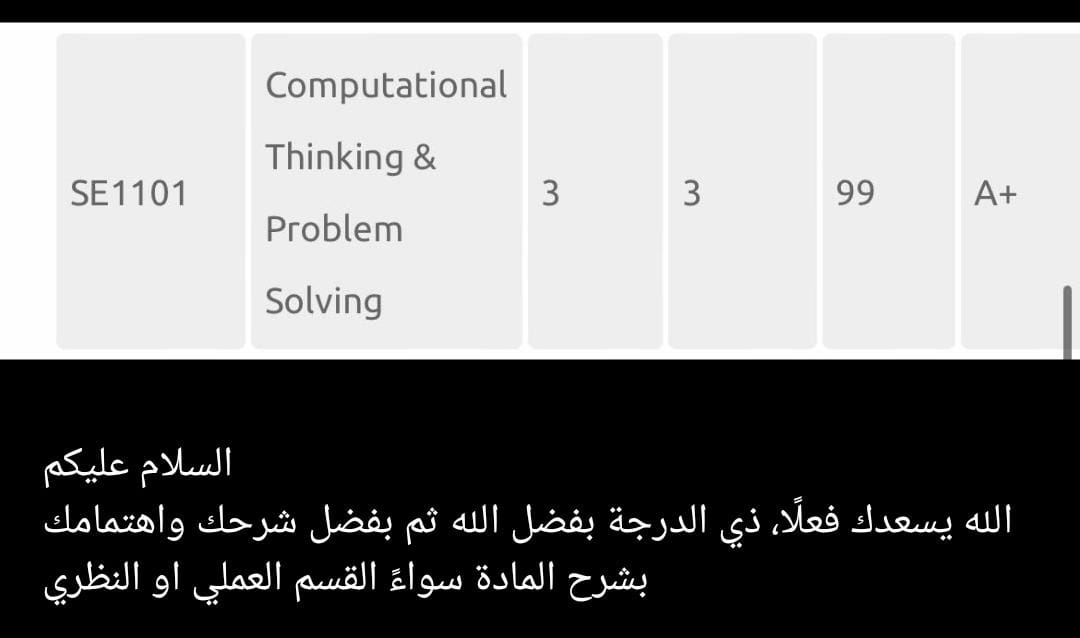 SE1101
Computational
Thinking &
Problem
Solving
3
3
99
A+
السلام عليكم
الله يسعدك فعلًا، ذي الدرجة بفضل الله ثم بفضل شرحك واهتمامك
بشرح المادة سواءً القسم العملي او النظري